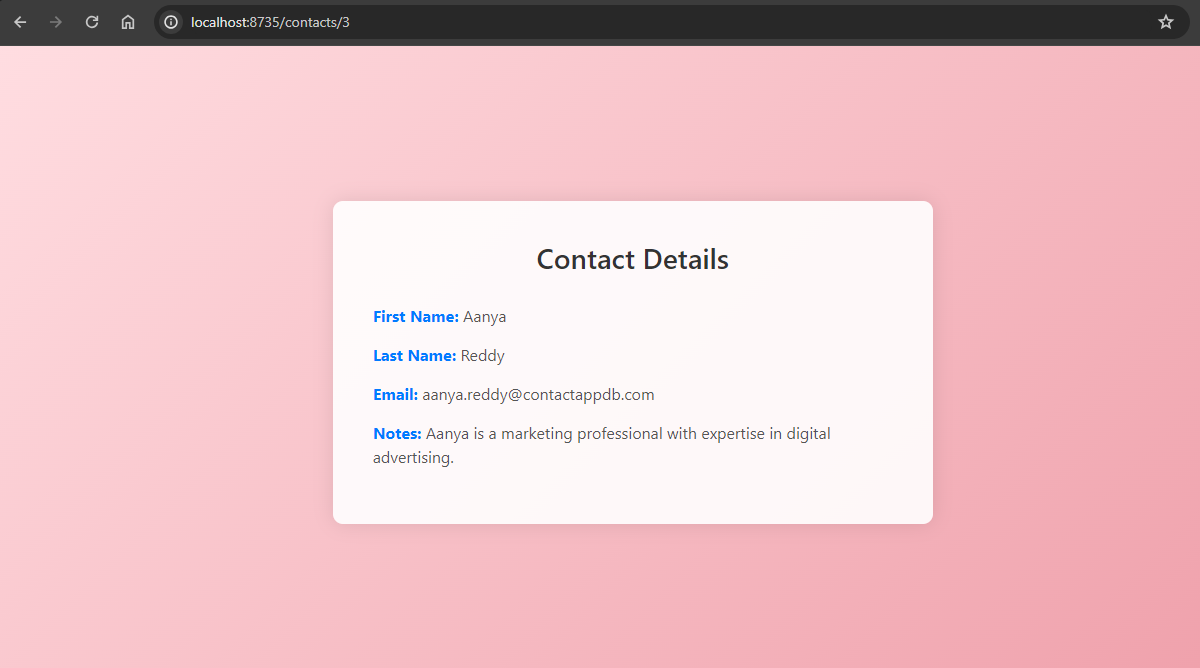 localhost:8735/contacts/3
Contact Details
First Name: Aanya
Last Name: Reddy
Email: aanya.reddy@contactappdb.com
Notes: Aanya is a marketing professional with expertise in digital
advertising.